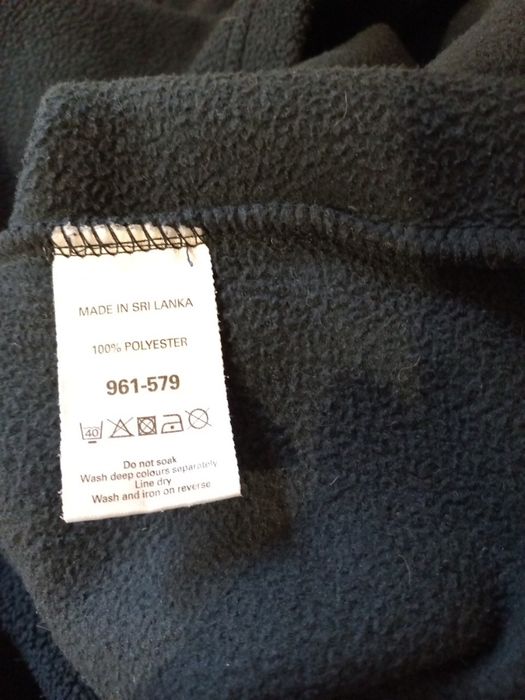 MADE IN SRI LANKA
100% POLYESTER
961-579
40
Do not soak
Wash deep colours separately
Line dry
Wash and iron on reverse